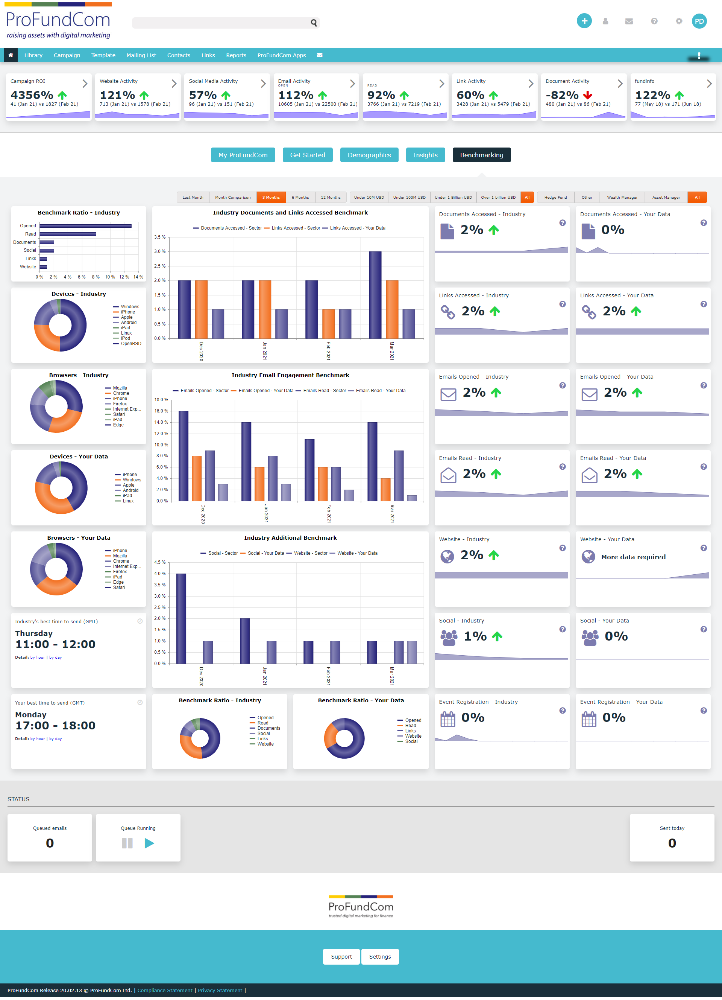 ProFundCom
raising assets with digital marketing
+
PD
Library Campaign Template Mailing List Contacts Links Reports ProFundCom Apps
!
Campaign ROI
4356%
41 (Jan 21) vs 1827 (Feb 21)
Website Activity
121%
713 (Jan 21) vs 1578 (Feb 21)
Social Media Activity
57%
96 (Jan 21) vs 151 (Feb 21)
Email Activity
OPEN
112%
10605 (Jan 21) vs 22500 (Feb 21)
READ
92%
3766 (Jan 21) vs 7219 (Feb 21)
Link Activity
60%
3428 (Jan 21) vs 5479 (Feb 21)
Document Activity
-82%
480 (Jan 21) vs 86 (Feb 21)
fundinfo
122%
77 (May 18) vs 171 (Jun 18)
My ProFundCom Get Started Demographics Insights Benchmarking
Last Month Month Comparison 3 Months 6 Months 12 Months Under 10M USD Under 100M USD Under 1 Billion USD Over 1 billion USD All Hedge Fund Other Wealth Manager Asset Manager All
Benchmark Ratio - Industry
Opened
Read
Documents
Social
Links
Website
0 % 2 % 4 % 6 % 8 % 10 % 12 % 14 %
Industry Documents and Links Accessed Benchmark
Documents Accessed - Sector Links Accessed - Sector Links Accessed - Your Data
3.5 %
3.0 %
2.5 %
2.0 %
1.5 %
1.0 %
0.5 %
0.0 %
Dec 2020 Jan 2021 Feb 2021 Mar 2021
Documents Accessed - Industry
2%
Documents Accessed - Your Data
0%
Devices - Industry
Windows
iPhone
Apple
Android
iPad
Linux
iPod
OpenBSD
Links Accessed - Industry
2%
Links Accessed - Your Data
2%
Browsers - Industry
Mozilla
Chrome
iPhone
Firefox
Internet Exp...
Safari
iPad
Edge
Industry Email Engagement Benchmark
Emails Opened - Sector Emails Opened - Your Data Emails Read - Sector Emails Read - Your Data
18.0 %
16.0 %
14.0 %
12.0 %
10.0 %
8.0 %
6.0 %
4.0 %
2.0 %
0.0 %
Dec 2020 Jan 2021 Feb 2021 Mar 2021
Emails Opened - Industry
2%
Emails Opened - Your Data
2%
Devices - Your Data
iPhone
Windows
Apple
Android
iPad
Linux
Emails Read - Industry
2%
Emails Read - Your Data
2%
Browsers - Your Data
iPhone
Mozilla
Chrome
Internet Exp...
Firefox
iPad
Edge
Safari
Industry Additional Benchmark
Social - Sector Social - Your Data Website - Sector Website - Your Data
4.5 %
4.0 %
3.5 %
3.0 %
2.5 %
2.0 %
1.5 %
1.0 %
0.5 %
0.0 %
Dec 2020 Jan 2021 Feb 2021 Mar 2021
Website - Industry
2%
Website - Your Data
More data required
Industry's best time to send (GMT)
Thursday
11:00 - 12:00
Detail: by hour | by day
Social - Industry
1%
Social - Your Data
0%
Your best time to send (GMT)
Monday
17:00 - 18:00
Detail: by hour | by day
Benchmark Ratio - Industry
Opened
Read
Documents
Social
Links
Website
Benchmark Ratio - Your Data
Opened
Read
Links
Website
Social
Event Registration - Industry
0%
Event Registration - Your Data
0%
STATUS
Queued emails
0
Queue Running
Sent today
0
ProFundCom
trusted digital marketing for finance
Support Settings
ProFundCom Release 20.02.13 © ProFundCom Ltd. | Compliance Statement | Privacy Statement |